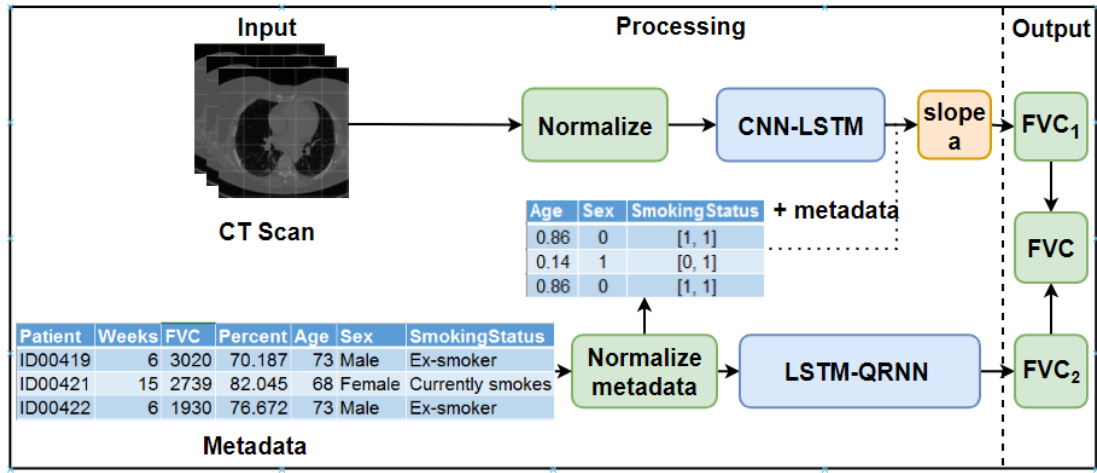 Input
Processing
Output
Normalize
CNN-LSTM
slope
a
FVC1
CT Scan
Age Sex SmokingStatus
0.86 0 [1, 1]
0.14 1 [0, 1]
0.86 0 [1, 1]
+ metadata
FVC
Patient Weeks FVC Percent Age Sex SmokingStatus
ID00419 6 3020 70.187 73 Male Ex-smoker
ID00421 15 2739 82.045 68 Female Currently smokes
ID00422 6 1930 76.672 73 Male Ex-smoker
Normalize
metadata
LSTM-QRNN
FVC2
Metadata